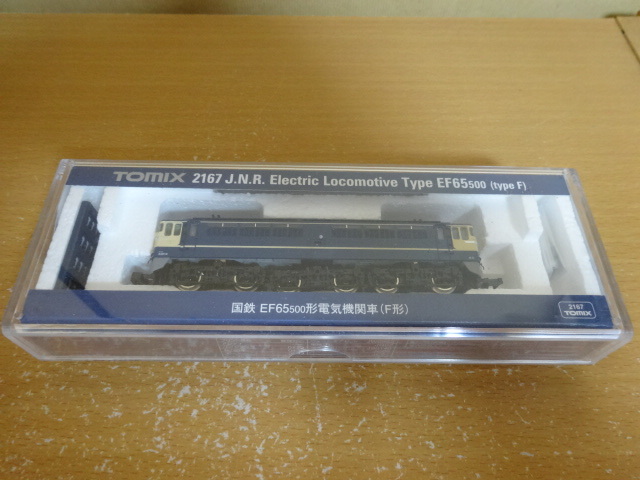 TOMIX 2167 J.N.R. Electric Locomotive Type EF65500 (type F)
国鉄 EF65500形電気機関車(F形)
2167
TOMIX